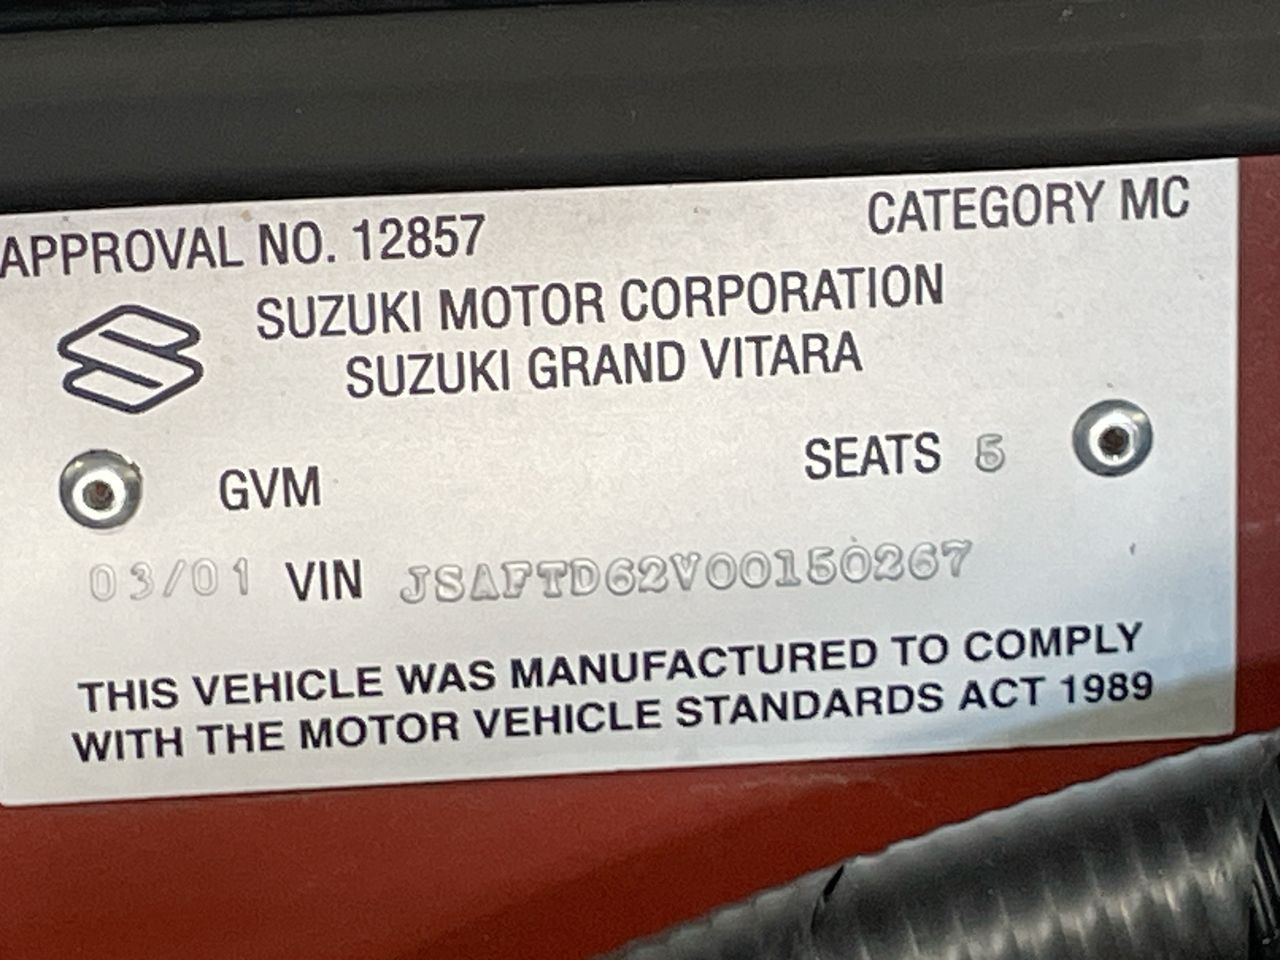 APPROVAL NO. 12857 CATEGORY MC
SUZUKI MOTOR CORPORATION
SUZUKI GRAND VITARA
GVM SEATS 5
03/01 VIN JSAFTD62V00150267
THIS VEHICLE WAS MANUFACTURED TO COMPLY
WITH THE MOTOR VEHICLE STANDARDS ACT 1989